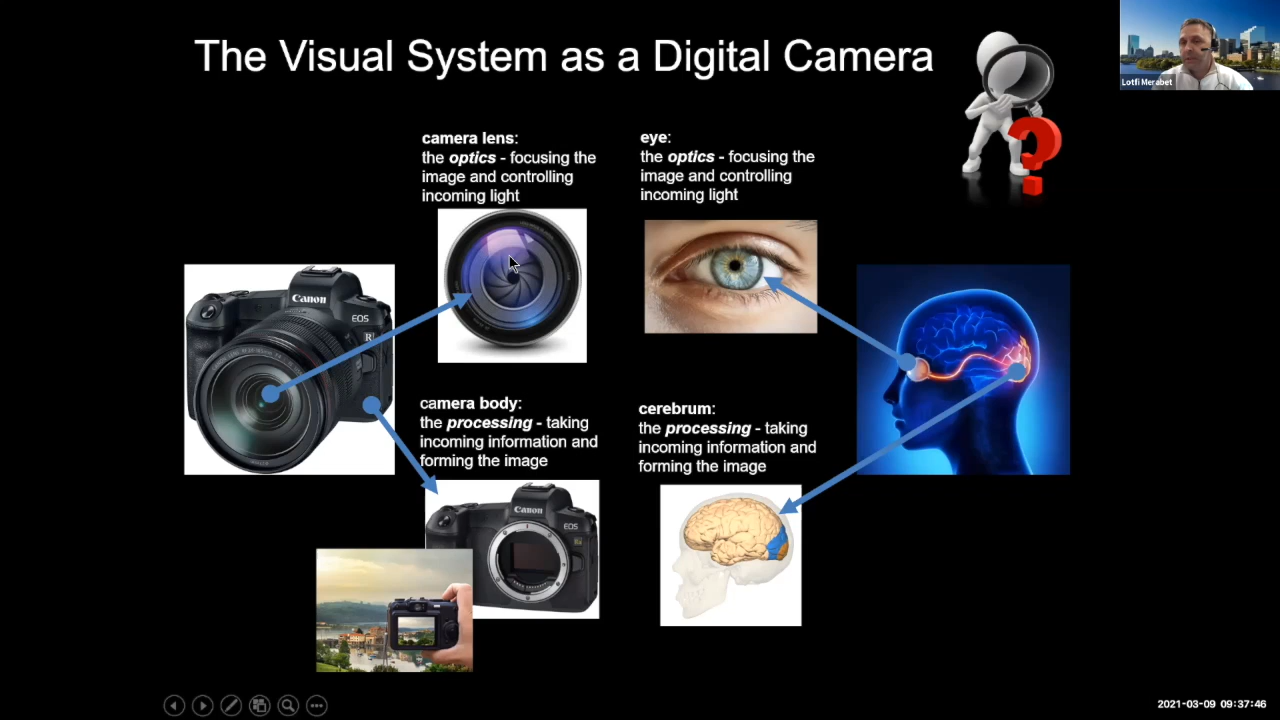 The Visual System as a Digital Camera
Lotfi Merabet
camera lens:
the optics - focusing the
image and controlling
incoming light
eye:
the optics - focusing the
image and controlling
incoming light
Canon
EOS
R
camera body:
the processing - taking
incoming information and
forming the image
cerebrum:
the processing - taking
incoming information and
forming the image
Canon
EOS
2021-03-09 09:37:46